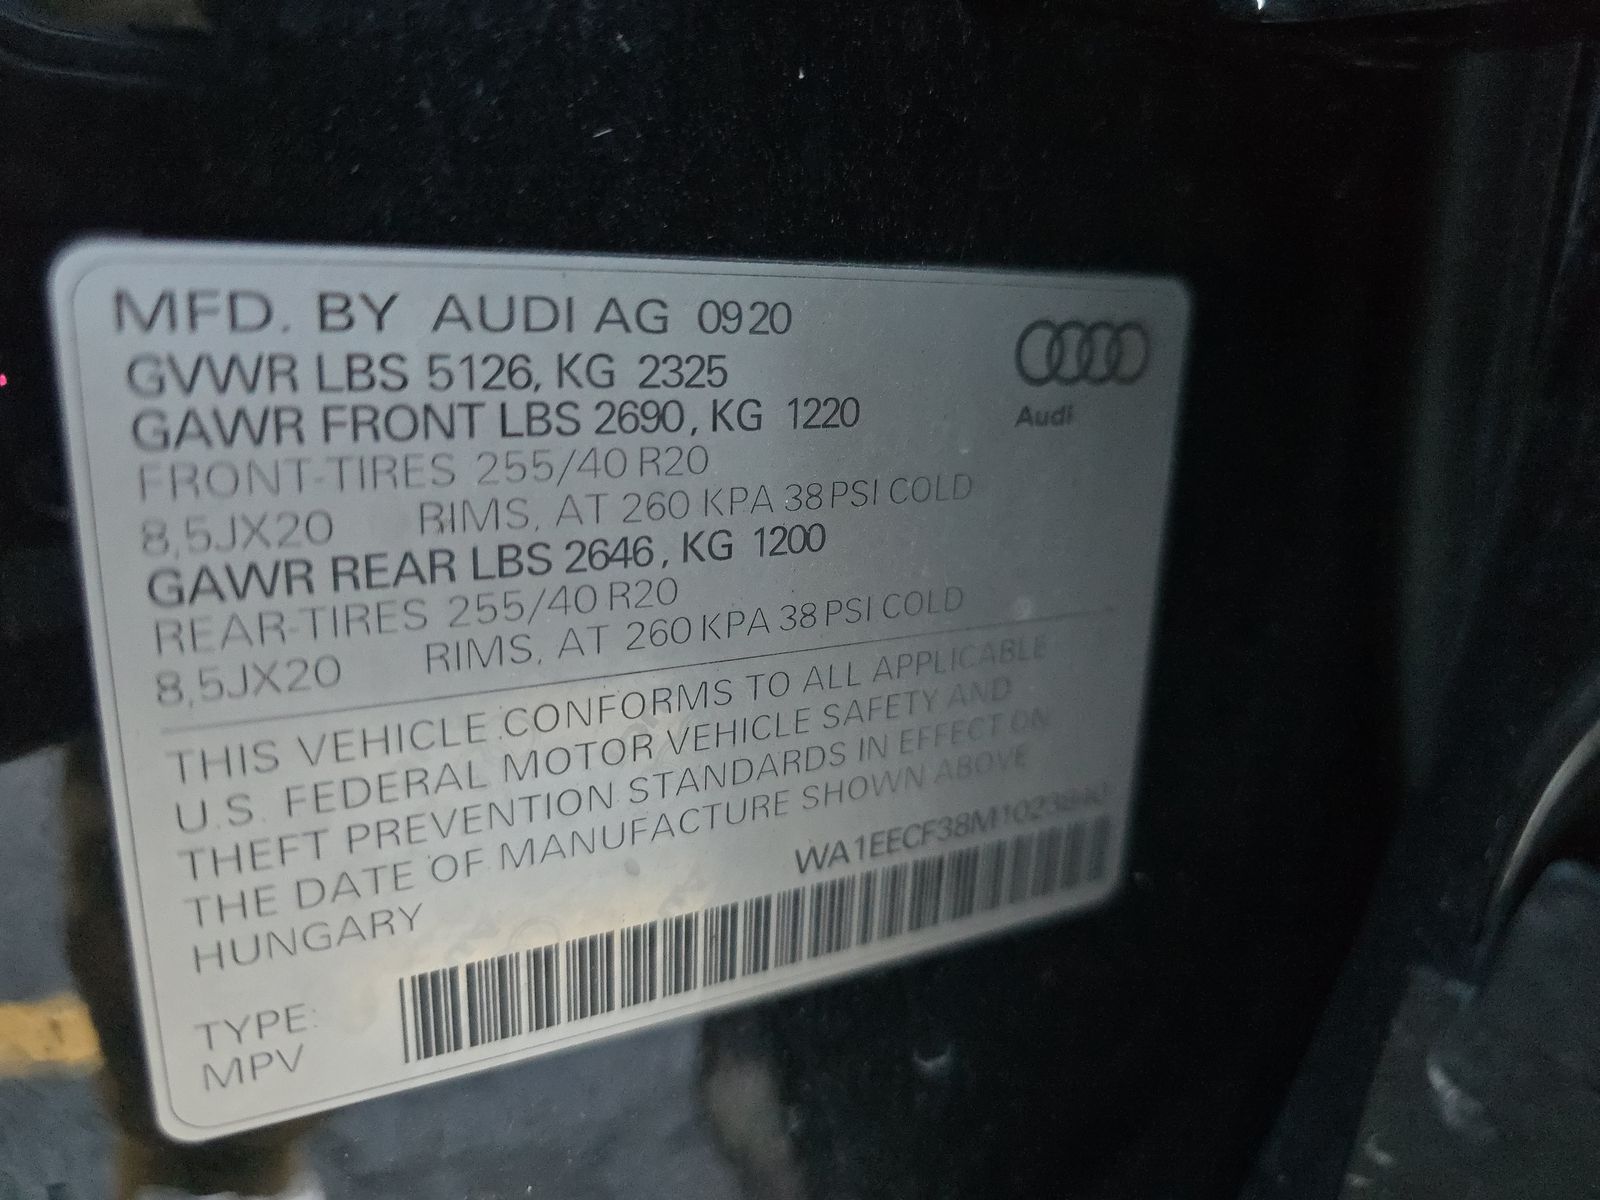 MFD. BY AUDI AG 0920
GVWR LBS 5126, KG 2325
GAWR FRONT LBS 2690, KG 1220
FRONT-TIRES 255/40 R20
8,5JX20 RIMS, AT 260 KPA 38 PSI COLD
GAWR REAR LBS 2646, KG 1200
REAR-TIRES 255/40 R20
8,5JX20 RIMS, AT 260 KPA 38 PSI COLD
Audi
THIS VEHICLE CONFORMS TO ALL APPLICABLE
U.S. FEDERAL MOTOR VEHICLE SAFETY AND
THEFT PREVENTION STANDARDS IN EFFECT ON
THE DATE OF MANUFACTURE SHOWN ABOVE
HUNGARY
TYPE:
MPV